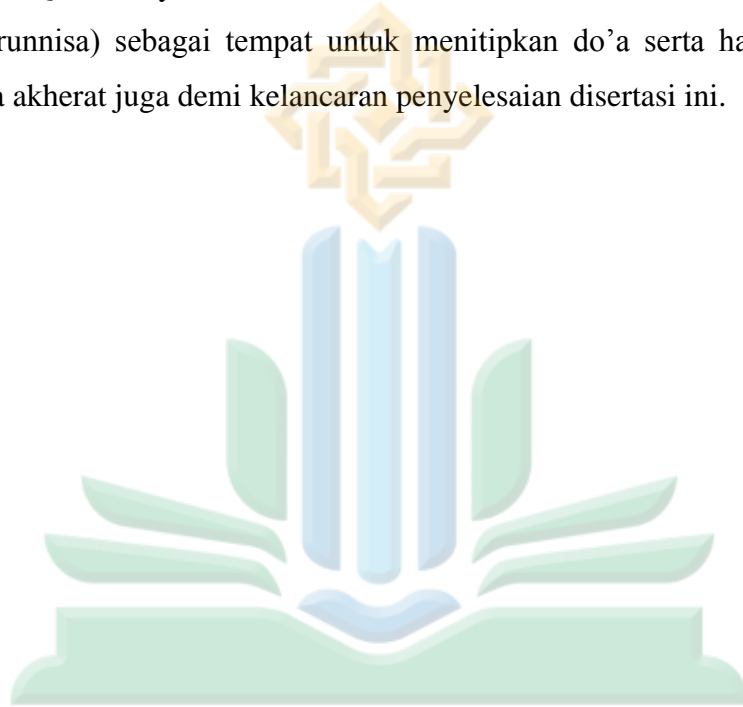 runnisa) sebagai tempat untuk menitipkan do’a serta ha
akherat juga demi kelancaran penyelesaian disertasi ini.